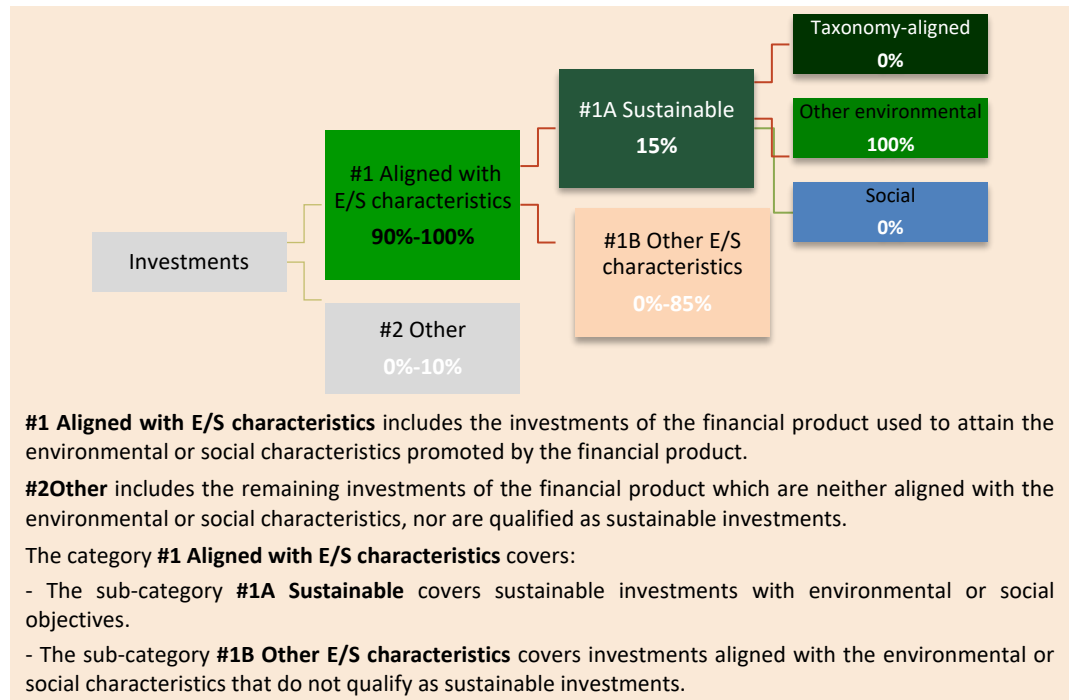 Taxonomy-aligned
0%
#1A Sustainable
15%
Other environmental
100%
#1 Aligned with
E/S characteristics
90%-100%
Social
0%
#1B Other E/S
characteristics
0%-85%
Investments
#2 Other
0%-10%
#1 Aligned with E/S characteristics includes the investments of the financial product used to attain the
environmental or social characteristics promoted by the financial product.
#2Other includes the remaining investments of the financial product which are neither aligned with the
environmental or social characteristics, nor are qualified as sustainable investments.
The category #1 Aligned with E/S characteristics covers:
- The sub-category #1A Sustainable covers sustainable investments with environmental or social
objectives.
- The sub-category #1B Other E/S characteristics covers investments aligned with the environmental or
social characteristics that do not qualify as sustainable investments.